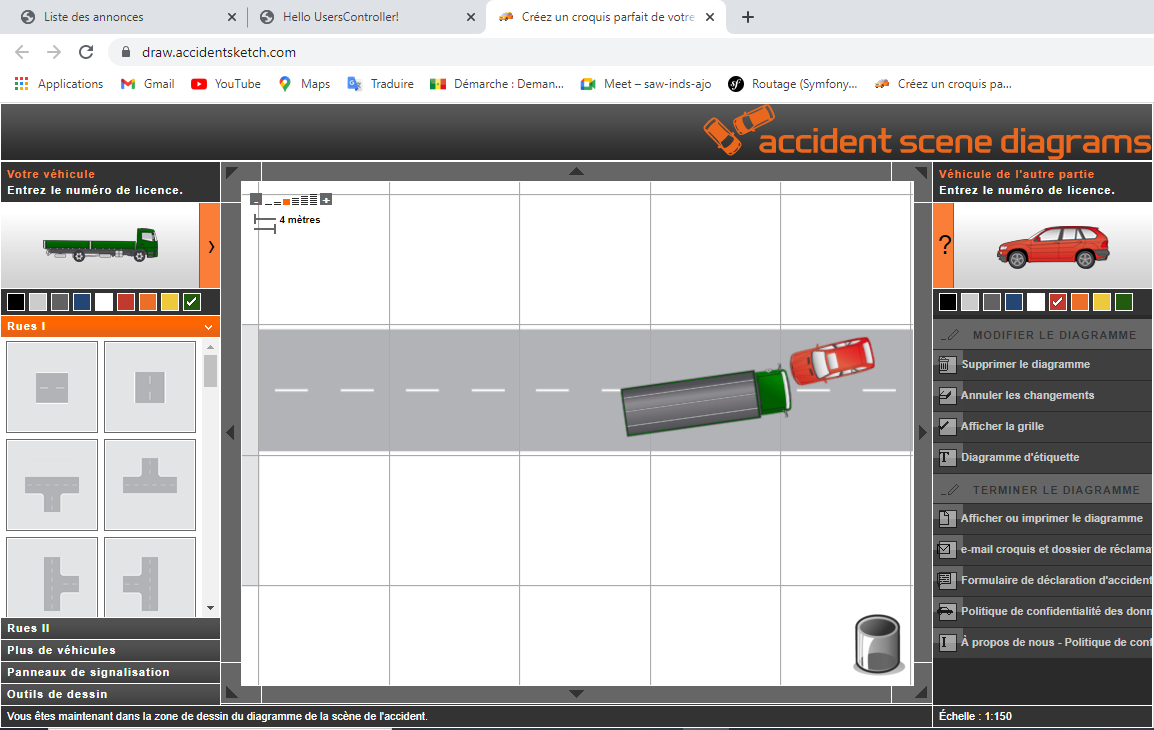 Liste des annonces
Hello UsersController!
Créez un croquis parfait de votre
draw.accidentsketch.com
Applications
Gmail
YouTube
Maps
Traduire
Démarche : Deman...
Meet – saw-inds-ajo
Routage (Symfony...
Créez un croquis pa...
accident scene diagrams
Votre véhicule
Entrez le numéro de licence.
Rues I
Rues II
Plus de véhicules
Panneaux de signalisation
Outils de dessin
Vous êtes maintenant dans la zone de dessin du diagramme de la scène de l'accident.
4 mètres
Véhicule de l'autre partie
Entrez le numéro de licence.
?
MODIFIER LE DIAGRAMME
Supprimer le diagramme
Annuler les changements
Afficher la grille
T Diagramme d'étiquette
TERMINER LE DIAGRAMME
Afficher ou imprimer le diagramme
e-mail croquis et dossier de réclama
Formulaire de déclaration d'accident
Politique de confidentialité des donn
À propos de nous - Politique de conf
Échelle : 1:150